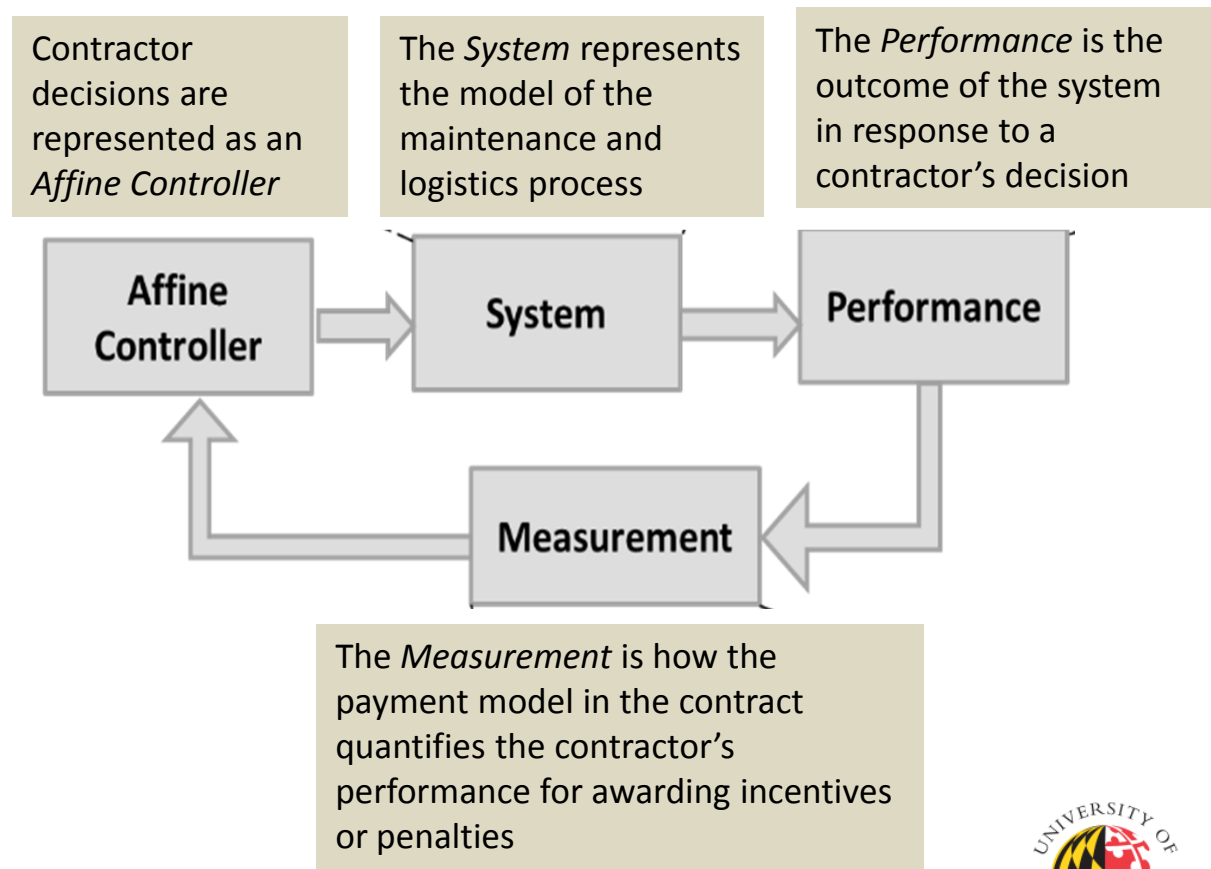 Contractor
decisions are
represented as an
Affine Controller
The System represents
the model of the
maintenance and
logistics process
The Performance is the
outcome of the system
in response to a
contractor’s decision
Affine
Controller
System
Performance
Measurement
The Measurement is how the
payment model in the contract
quantifies the contractor’s
performance for awarding incentives
or penalties
UNIVERSITY OF